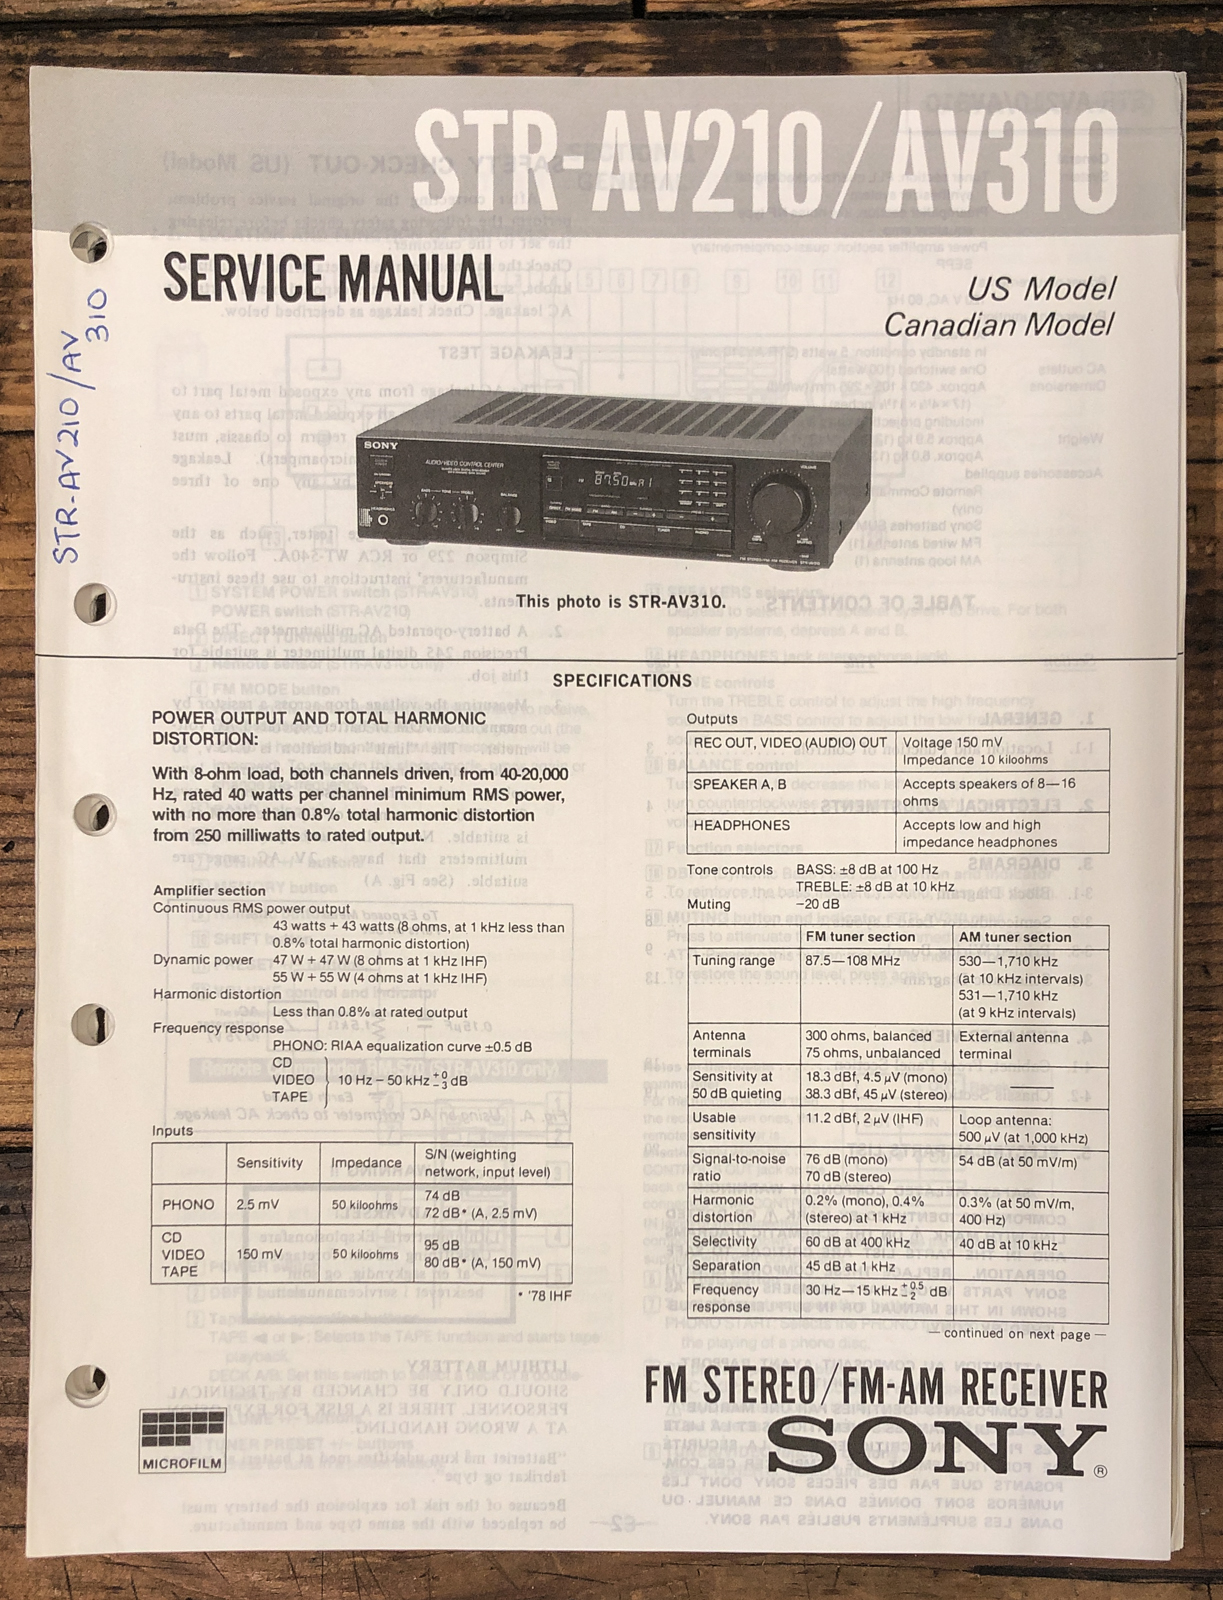 STR-AV210/AV310
SERVICE MANUAL
US Model
Canadian Model
STR-AV210/AV
310
SONY
AUDIO/VIDEO CONTROL CENTER
VOLUME
BALANCE
87.50
This photo is STR-AV310.
SPECIFICATIONS
POWER OUTPUT AND TOTAL HARMONIC
DISTORTION:
With 8-ohm load, both channels driven, from 40-20,000
Hz, rated 40 watts per channel minimum RMS power,
with no more than 0.8% total harmonic distortion
from 250 milliwatts to rated output.
Amplifier section
Continuous RMS power output
43 watts + 43 watts (8 ohms, at 1 kHz less than
0.8% total harmonic distortion)
Dynamic power 47 W + 47 W (8 ohms at 1 kHz IHF)
55 W + 55 W (4 ohms at 1 kHz IHF)
Harmonic distortion
Less than 0.8% at rated output
Frequency response
PHONO: RIAA equalization curve ±0.5 dB
CD
VIDEO 10 Hz – 50 kHz +0 −3 dB
TAPE
Inputs
Sensitivity Impedance S/N (weighting
network, input level)
PHONO 2.5 mV 50 kiloohms 74 dB
72 dB* (A, 2.5 mV)
CD
VIDEO
TAPE 150 mV 50 kiloohms 95 dB
80 dB* (A, 150 mV)
* '78 IHF
Outputs
REC OUT, VIDEO (AUDIO) OUT Voltage 150 mV
Impedance 10 kiloohms
SPEAKER A, B Accepts speakers of 8—16
ohms
HEADPHONES Accepts low and high
impedance headphones
Tone controls BASS: ±8 dB at 100 Hz
TREBLE: ±8 dB at 10 kHz
Muting −20 dB
FM tuner section AM tuner section
Tuning range 87.5—108 MHz 530—1,710 kHz
(at 10 kHz intervals)
531—1,710 kHz
(at 9 kHz intervals)
Antenna 300 ohms, balanced External antenna
terminals 75 ohms, unbalanced terminal
Sensitivity at 18.3 dBf, 4.5 μV (mono) ——
50 dB quieting 38.3 dBf, 45 μV (stereo)
Usable 11.2 dBf, 2 μV (IHF) Loop antenna:
sensitivity 500 μV (at 1,000 kHz)
Signal-to-noise 76 dB (mono) 54 dB (at 50 mV/m)
ratio 70 dB (stereo)
Harmonic 0.2% (mono), 0.4% 0.3% (at 50 mV/m,
distortion (stereo) at 1 kHz 400 Hz)
Selectivity 60 dB at 400 kHz 40 dB at 10 kHz
Separation 45 dB at 1 kHz
Frequency 30 Hz—15 kHz +0.5 −2 dB
response
— continued on next page —
FM STEREO/FM-AM RECEIVER
SONY®
MICROFILM